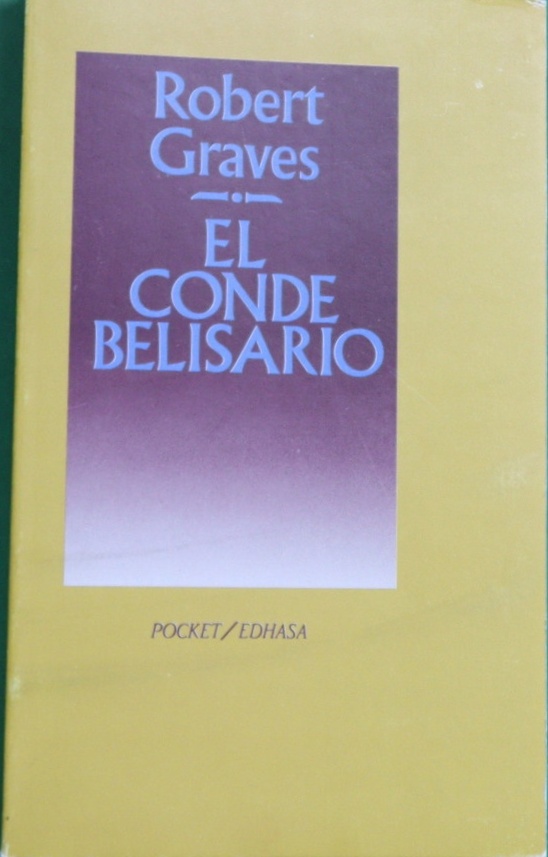 Robert
Graves
EL
CONDE
BELISARIO
POCKET/EDHASA